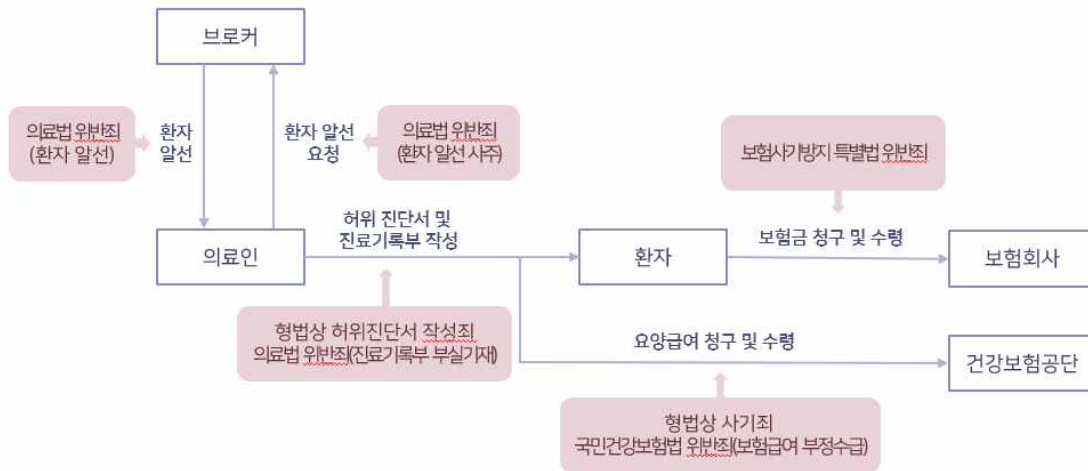 브로커
의료법 위반죄
(환자 알선)
환자
알선
환자 알선
요청
의료법 위반죄
(환자 알선 사주)
보험사기방지 특별법 위반죄
허위 진단서 및
진료기록부 작성
보험금 청구 및 수령
의료인
환자
보험회사
형법상 허위진단서 작성죄
의료법 위반죄(진료기록부 부실기재)
요양급여 청구 및 수령
건강보험공단
형법상 사기죄
국민건강보험법 위반죄(보험급여 부정수급)